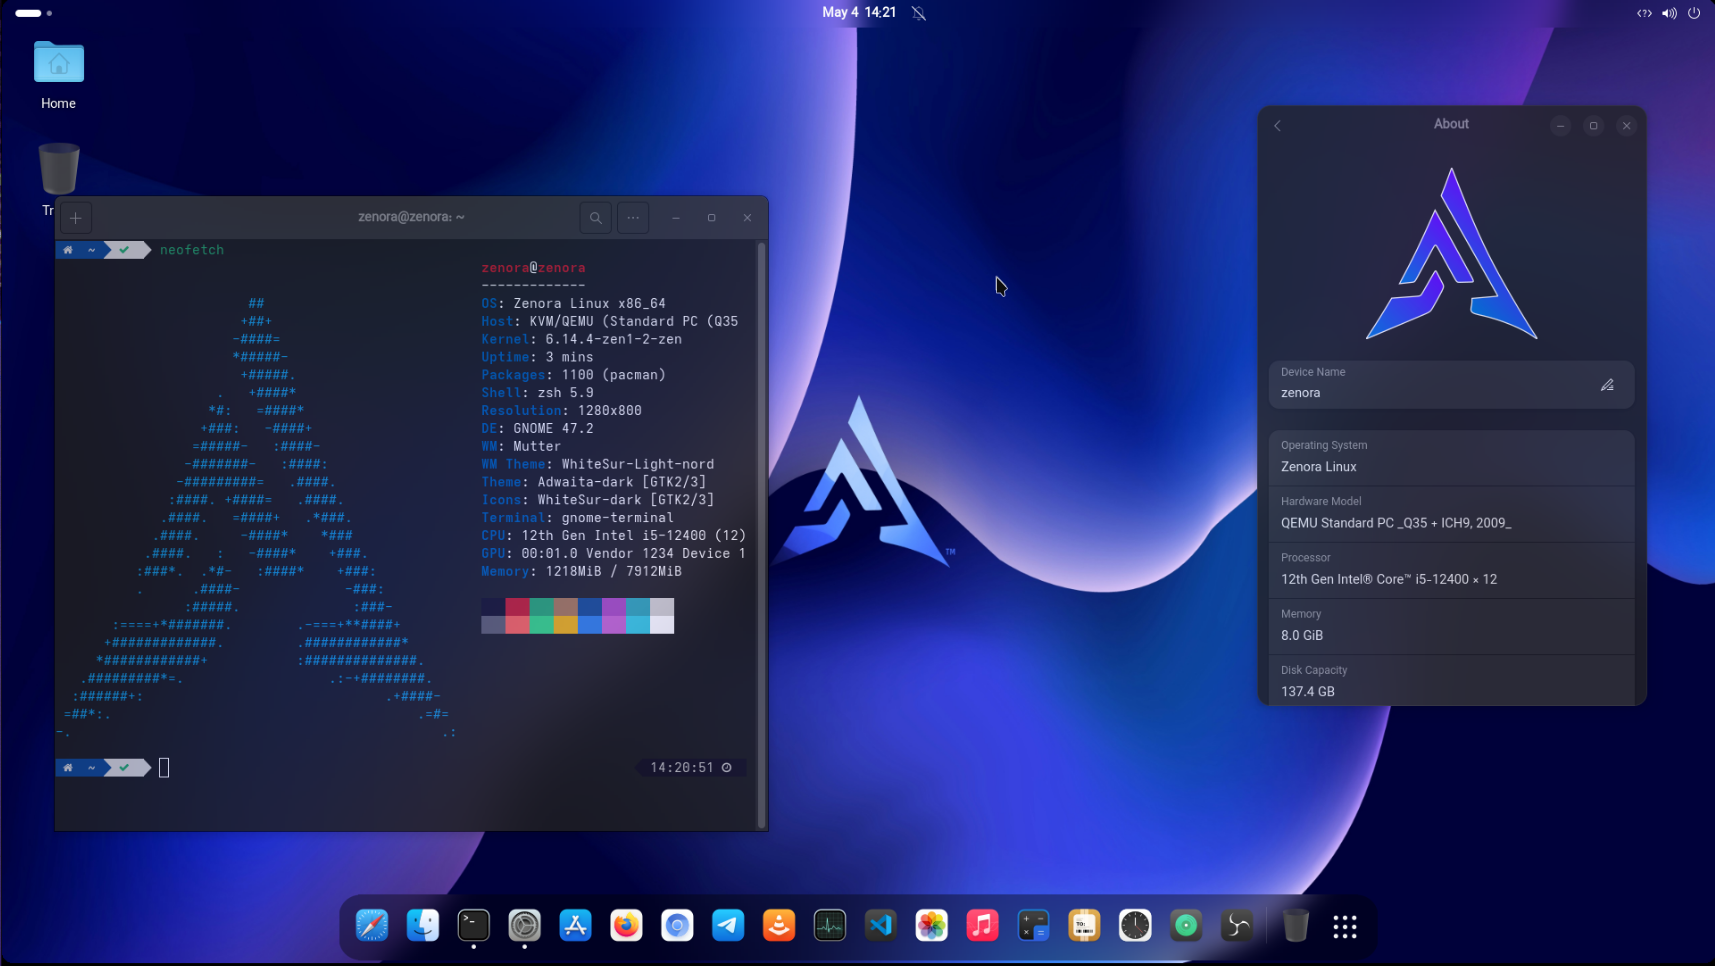 May 4 14:21
Home
Tr
zenora@zenora: ~
~ neofetch
zenora@zenora
-------------
OS: Zenora Linux x86_64
Host: KVM/QEMU (Standard PC (Q35
Kernel: 6.14.4-zen1-2-zen
Uptime: 3 mins
Packages: 1100 (pacman)
Shell: zsh 5.9
Resolution: 1280x800
DE: GNOME 47.2
WM: Mutter
WM Theme: WhiteSur-Light-nord
Theme: Adwaita-dark [GTK2/3]
Icons: WhiteSur-dark [GTK2/3]
Terminal: gnome-terminal
CPU: 12th Gen Intel i5-12400 (12)
GPU: 00:01.0 Vendor 1234 Device 1
Memory: 1218MiB / 7912MiB
~
14:20:51
TM
About
Device Name
zenora
Operating System
Zenora Linux
Hardware Model
QEMU Standard PC _Q35 + ICH9, 2009_
Processor
12th Gen Intel® Core™ i5-12400 × 12
Memory
8.0 GiB
Disk Capacity
137.4 GB